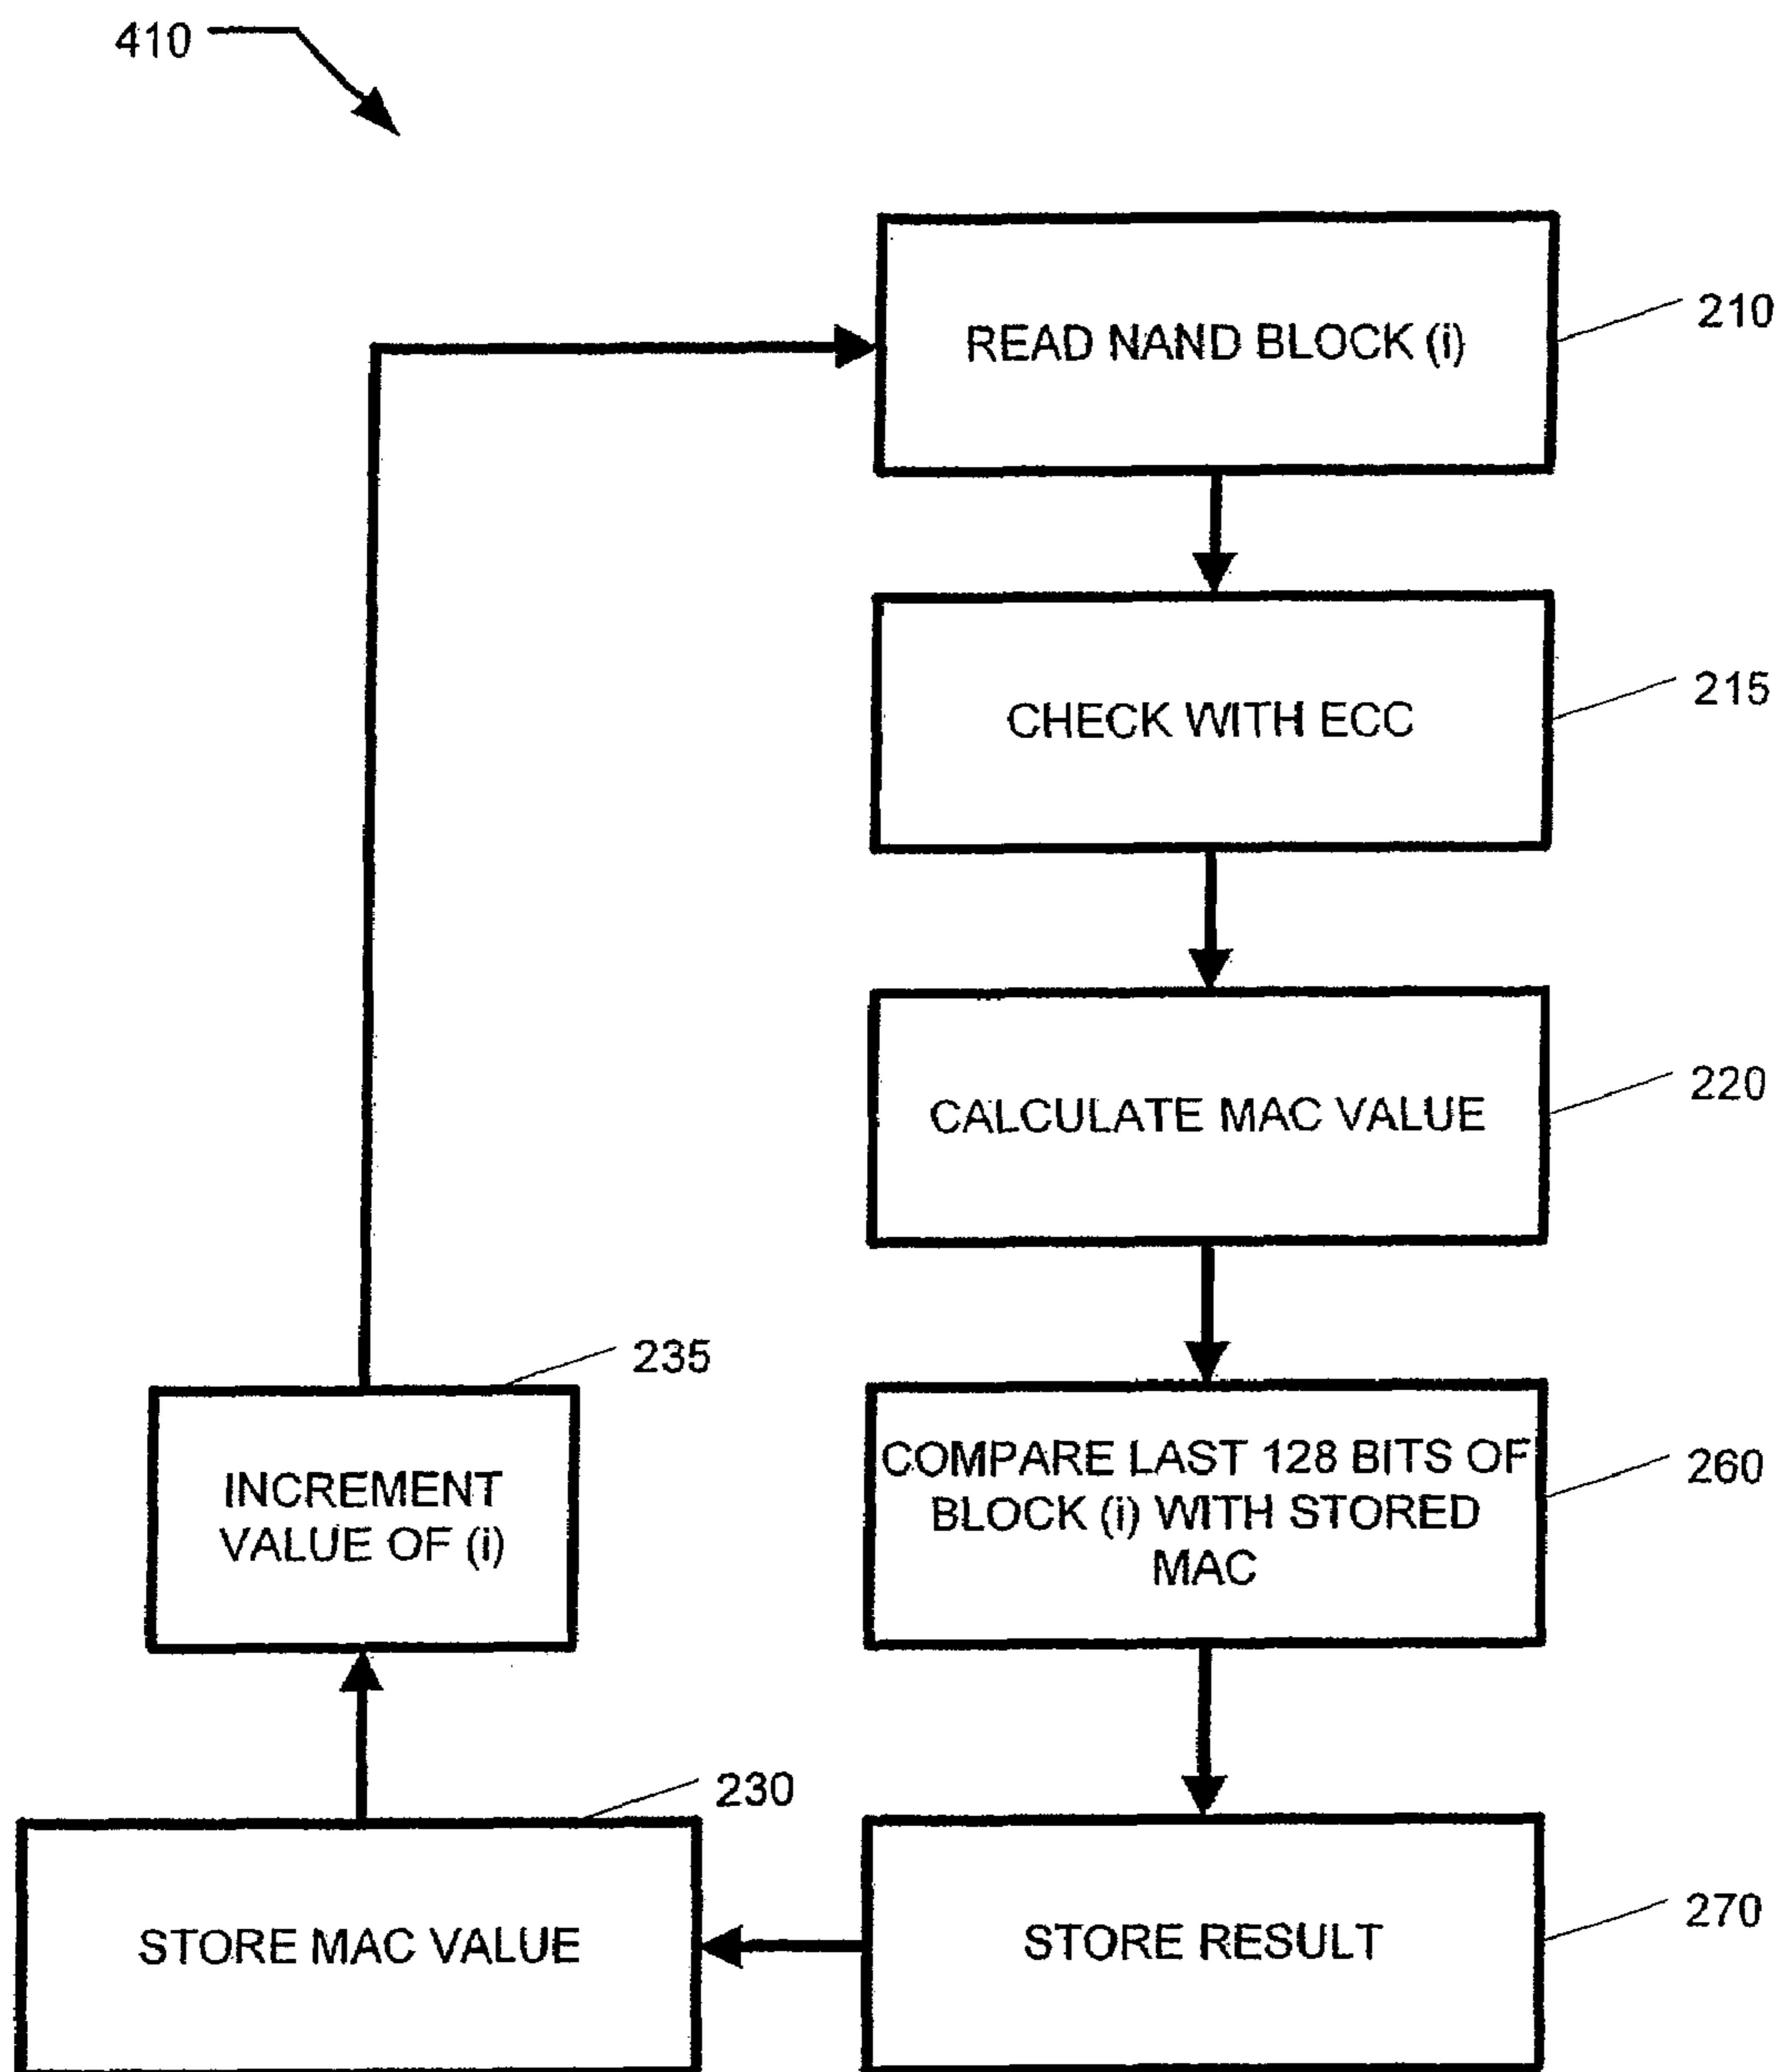 410
READ NAND BLOCK (i)
210
CHECK WITH ECC
215
CALCULATE MAC VALUE
220
235
INCREMENT
VALUE OF (i)
COMPARE LAST 128 BITS OF
BLOCK (i) WITH STORED
MAC
260
230
STORE MAC VALUE
STORE RESULT
270